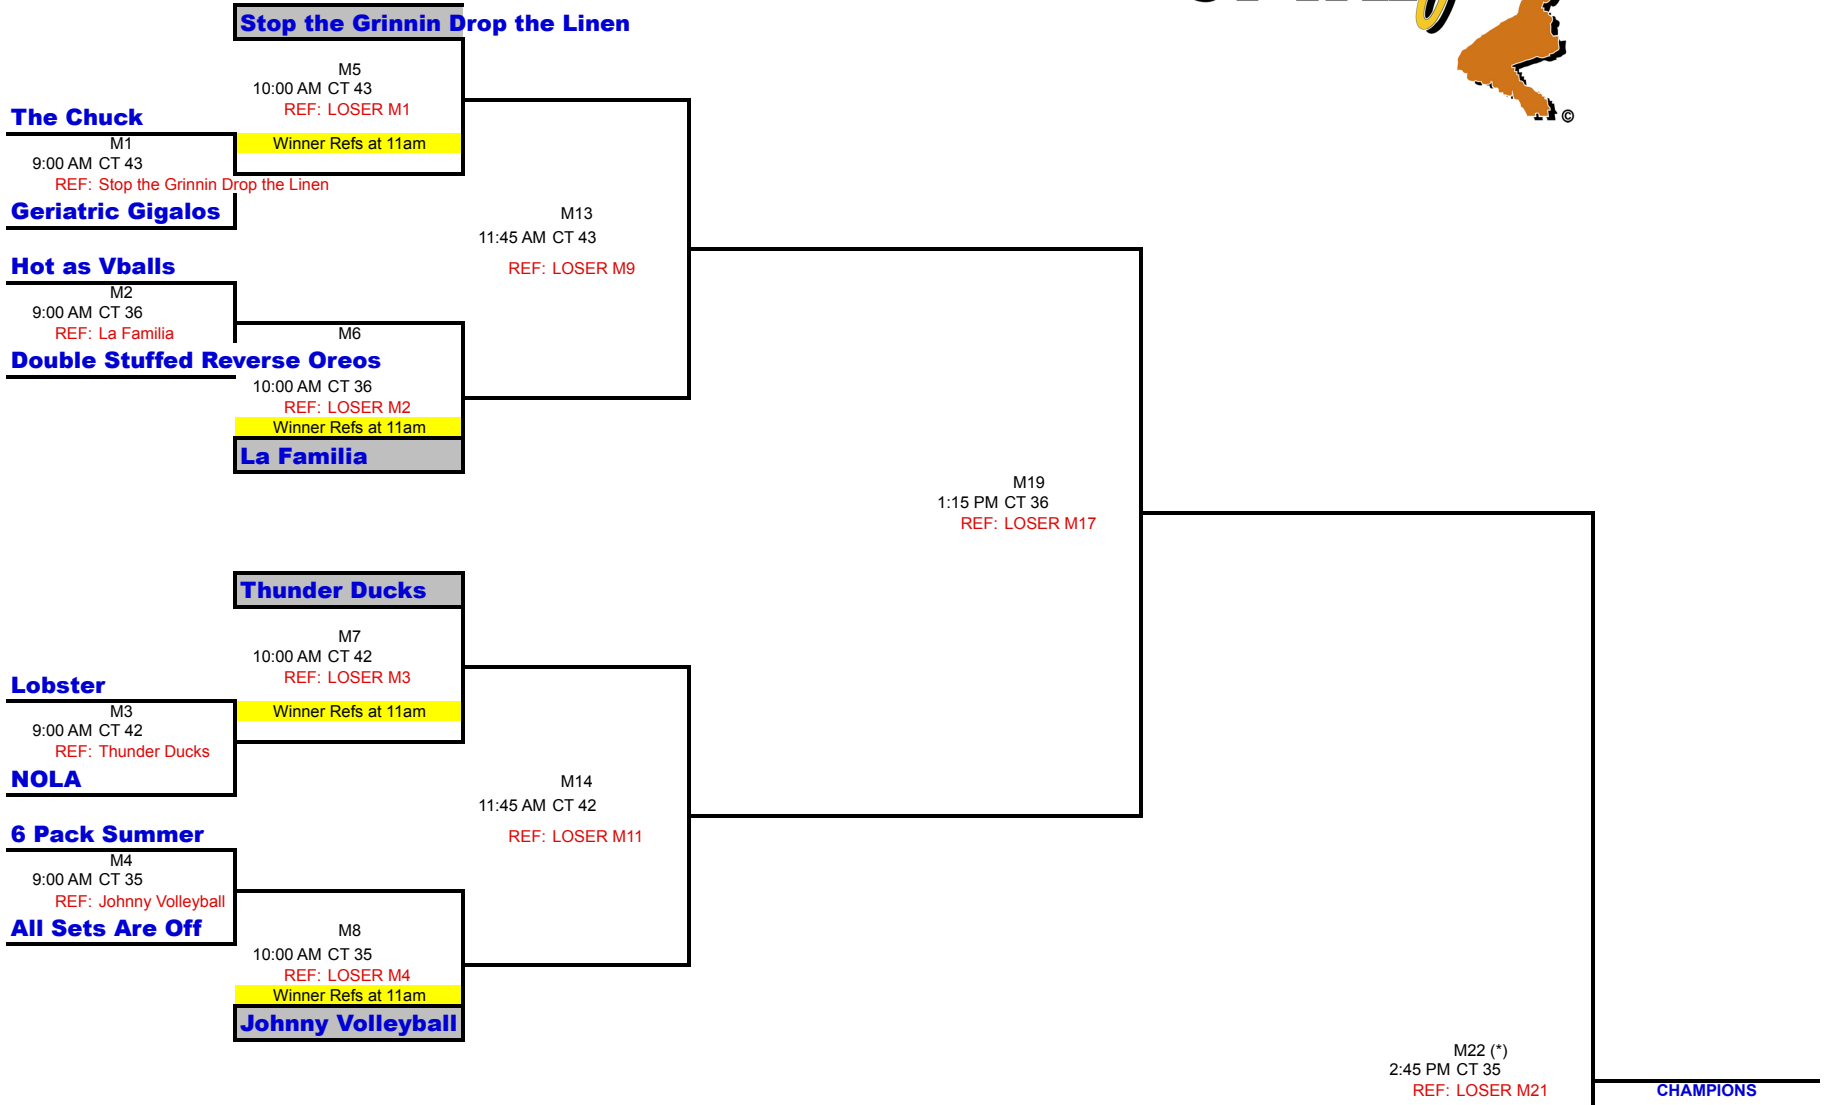 Stop the Grinnin Drop the Linen
M5
10:00 AM CT 43
REF: LOSER M1
Winner Refs at 11am
The Chuck
M1
9:00 AM CT 43
REF: Stop the Grinnin Drop the Linen
Geriatric Gigalos
M13
11:45 AM CT 43
REF: LOSER M9
Hot as Vballs
M2
9:00 AM CT 36
REF: La Familia
Double Stuffed Reverse Oreos
M6
10:00 AM CT 36
REF: LOSER M2
Winner Refs at 11am
La Familia
M19
1:15 PM CT 36
REF: LOSER M17
Thunder Ducks
M7
10:00 AM CT 42
REF: LOSER M3
Winner Refs at 11am
Lobster
M3
9:00 AM CT 42
REF: Thunder Ducks
NOLA
M14
11:45 AM CT 42
REF: LOSER M11
6 Pack Summer
M4
9:00 AM CT 35
REF: Johnny Volleyball
All Sets Are Off
M8
10:00 AM CT 35
REF: LOSER M4
Winner Refs at 11am
Johnny Volleyball
M22 (*)
2:45 PM CT 35
REF: LOSER M21
CHAMPIONS
©